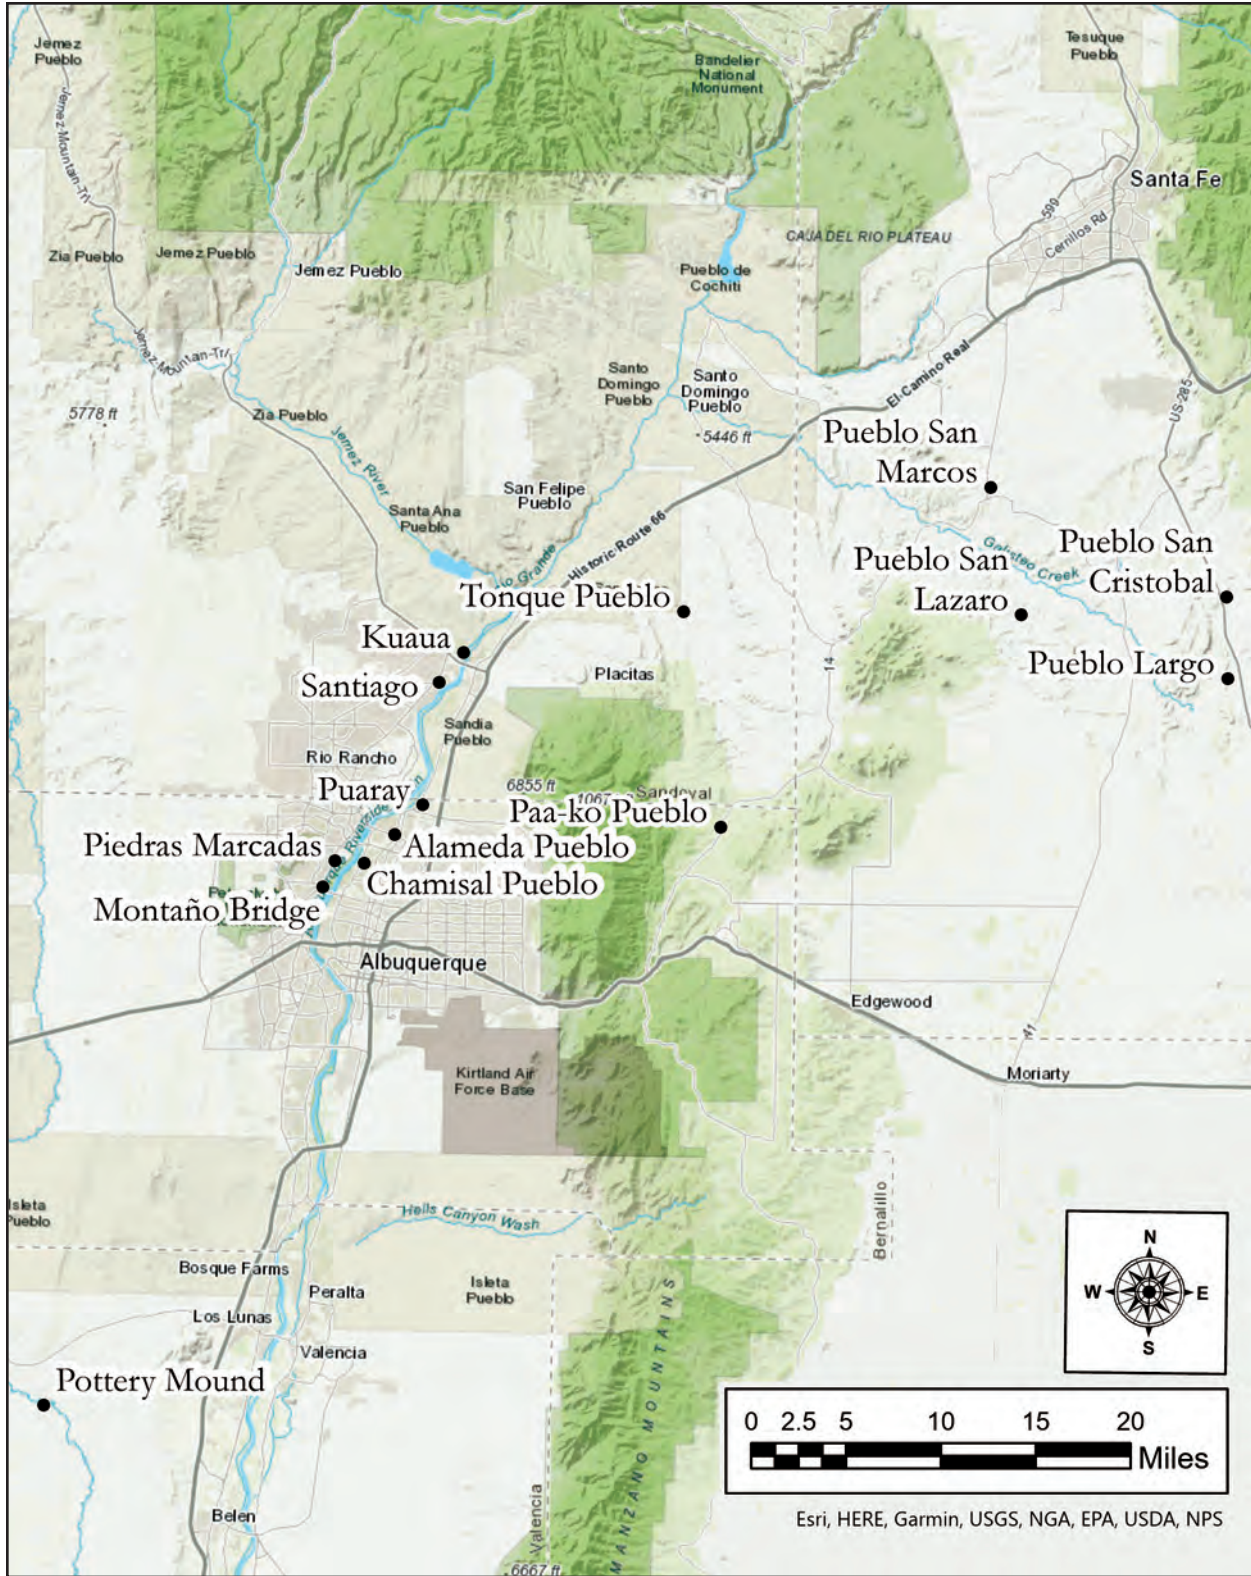 Jemez
Pueblo
Bandelier
National
Monument
Tesuque
Pueblo
Jemez-Mountain-Trl
Santa Fe
599
Cerrillos Rd
CAJA DEL RIO PLATEAU
Zia Pueblo
Jemez Pueblo
Jemez Pueblo
Pueblo de
Cochiti
Jemez-Mountain-Trl
El Camino Real
US-285
Santo
Domingo
Pueblo
Santo
Domingo
Pueblo
5778 ft
Zia Pueblo
5446 ft
Jemez River
Pueblo San
Marcos
San Felipe
Pueblo
Santa Ana
Pueblo
Historic Route 66
Rio Grande
Galisteo Creek
Pueblo San
Cristobal
Pueblo San
Lazaro
Tonque Pueblo
Kuaua
Santiago
Placitas
14
Pueblo Largo
Sandia
Pueblo
Rio Rancho
6855 ft
Sandoval
Puaray
Paa-ko Pueblo
Riverside
Piedras Marcadas
Alameda Pueblo
Chamisal Pueblo
Montaño Bridge
Albuquerque
Edgewood
41
Moriarty
Kirtland Air
Force Base
Isleta
Pueblo
Hells Canyon Wash
Bernalillo
Bosque Farms
Peralta
Isleta
Pueblo
Los Lunas
Valencia
MANZANO MOUNTAINS
Pottery Mound
Belen
Valencia
6667 ft
N
W
E
S
0 2.5 5 10 15 20
Miles
Esri, HERE, Garmin, USGS, NGA, EPA, USDA, NPS